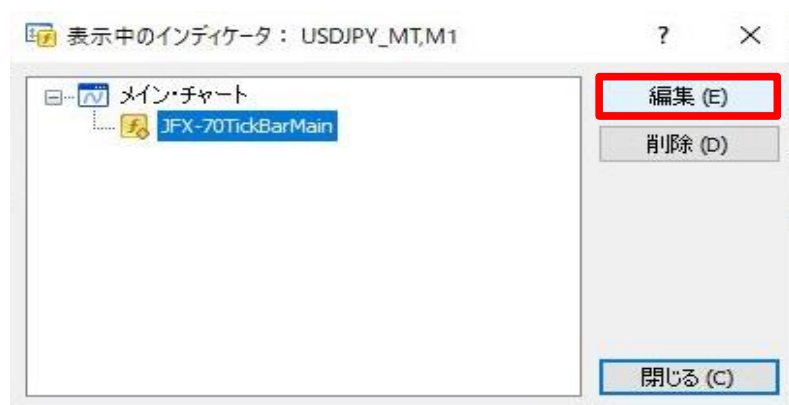 表示中のインディケータ： USDJPY_MT,M1
? ×
メイン・チャート
JFX-70TickBarMain
編集 (E)
削除 (D)
閉じる (C)